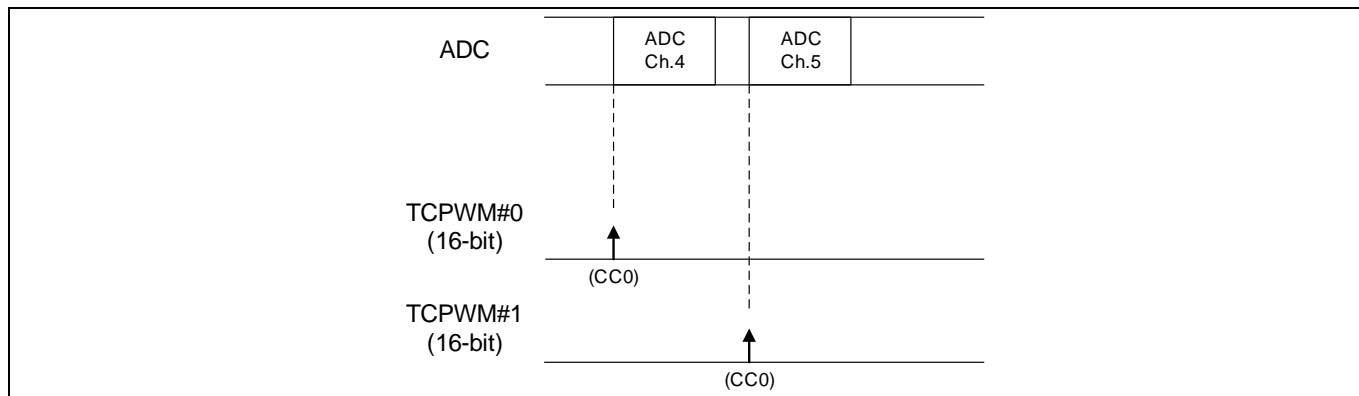 ADC
ADC
Ch.4
ADC
Ch.5
TCPWM#0
(16-bit)
(CC0)
TCPWM#1
(16-bit)
(CC0)